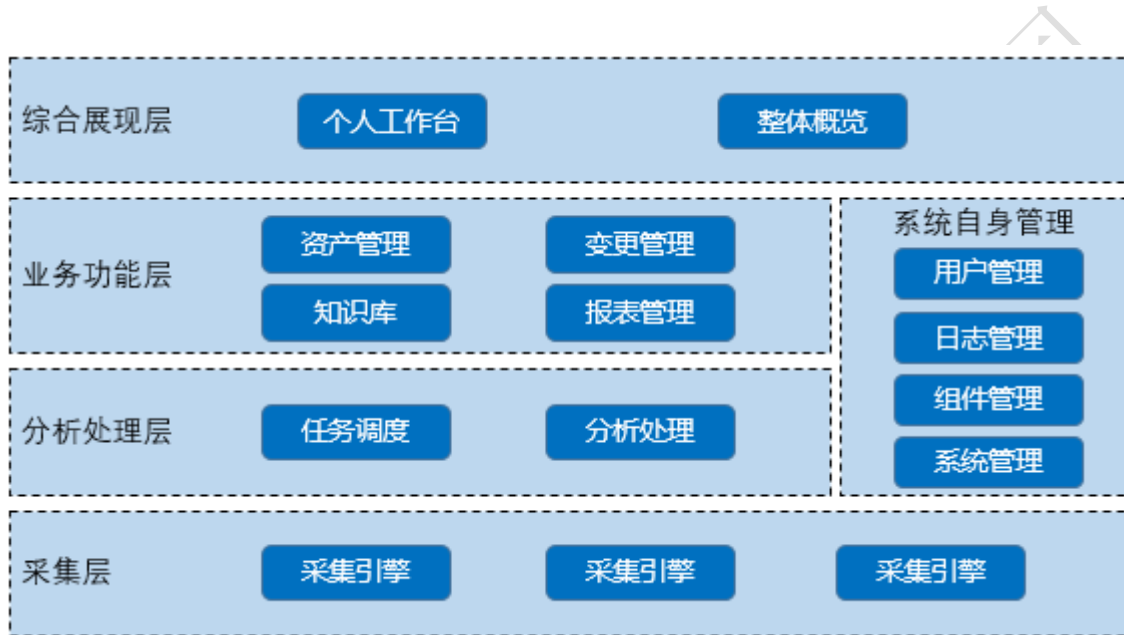 综合展现层
个人工作台
整体概览
业务功能层
资产管理
变更管理
知识库
报表管理
系统自身管理
用户管理
日志管理
组件管理
系统管理
分析处理层
任务调度
分析处理
采集层
采集引擎
采集引擎
采集引擎